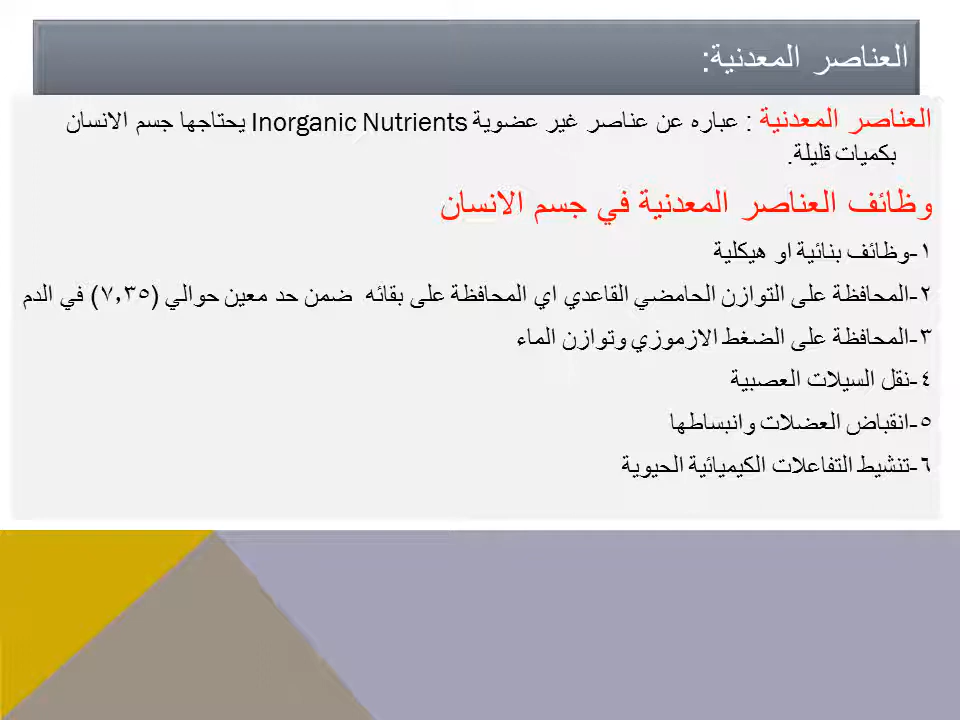 العناصر المعدنية:
العناصر المعدنية : عباره عن عناصر غير عضوية Inorganic Nutrients يحتاجها جسم الانسان
بكميات قليلة.
وظائف العناصر المعدنية في جسم الانسان
١-وظائف بنائية او هيكلية
٢-المحافظة على التوازن الحامضي القاعدي اي المحافظة على بقائه ضمن حد معين حوالي (٧,٣٥) في الدم
٣-المحافظة على الضغط الازموزي وتوازن الماء
٤-نقل السيلات العصبية
٥-انقباض العضلات وانبساطها
٦-تنشيط التفاعلات الكيميائية الحيوية